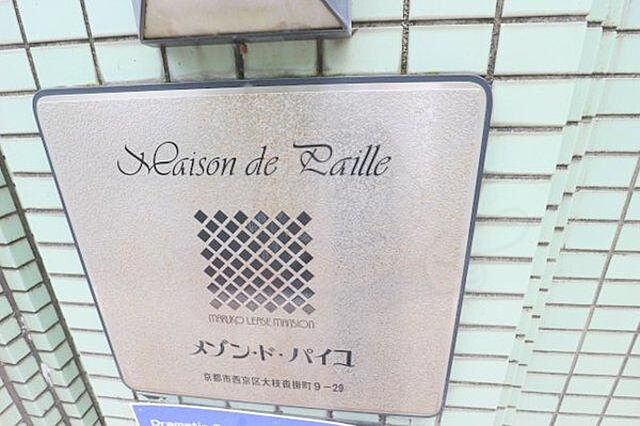 Maison de Paille
MARUKO LEASE MANSION
メゾン・ド・パイユ
京都市西京区大枝沓掛町9-29
Dramatic